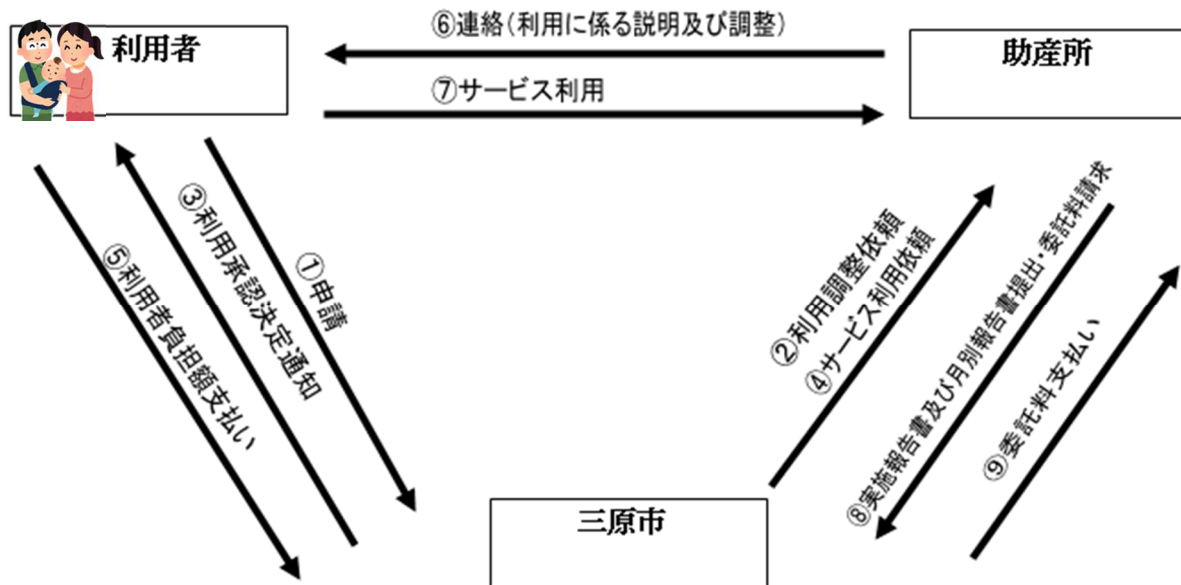 ⑥連絡(利用に係る説明及び調整)
利用者
助産所
⑦サービス利用
①申請
③利用承認決定通知
⑤利用者負担額支払い
②利用調整依頼
④サービス利用依頼
⑧実施報告書及び月別報告書提出・委託料請求
⑨委託料支払い
三原市